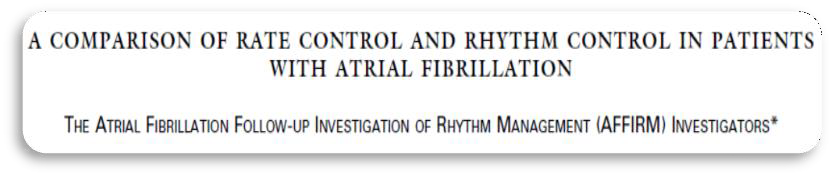 A COMPARISON OF RATE CONTROL AND RHYTHM CONTROL IN PATIENTS
WITH ATRIAL FIBRILLATION
THE ATRIAL FIBRILLATION FOLLOW-UP INVESTIGATION OF RHYTHM MANAGEMENT (AFFIRM) INVESTIGATORS*